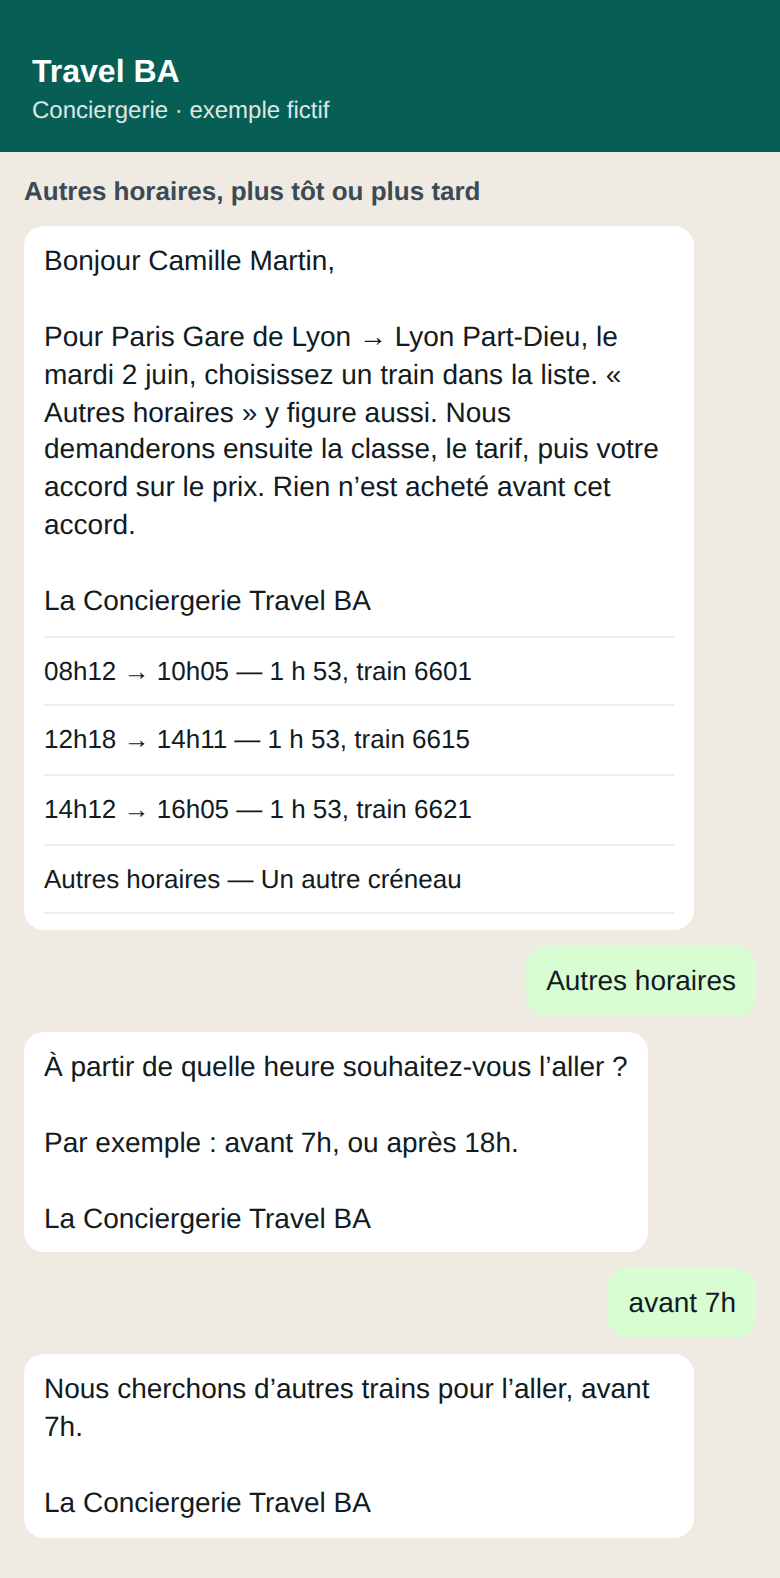 Travel BA
Conciergerie · exemple fictif
Autres horaires, plus tôt ou plus tard
Bonjour Camille Martin,
Pour Paris Gare de Lyon → Lyon Part-Dieu, le
mardi 2 juin, choisissez un train dans la liste. «
Autres horaires » y figure aussi. Nous
demanderons ensuite la classe, le tarif, puis votre
accord sur le prix. Rien n’est acheté avant cet
accord.
La Conciergerie Travel BA
08h12 → 10h05 — 1 h 53, train 6601
12h18 → 14h11 — 1 h 53, train 6615
14h12 → 16h05 — 1 h 53, train 6621
Autres horaires — Un autre créneau
Autres horaires
À partir de quelle heure souhaitez-vous l’aller ?
Par exemple : avant 7h, ou après 18h.
La Conciergerie Travel BA
avant 7h
Nous cherchons d’autres trains pour l’aller, avant
7h.
La Conciergerie Travel BA